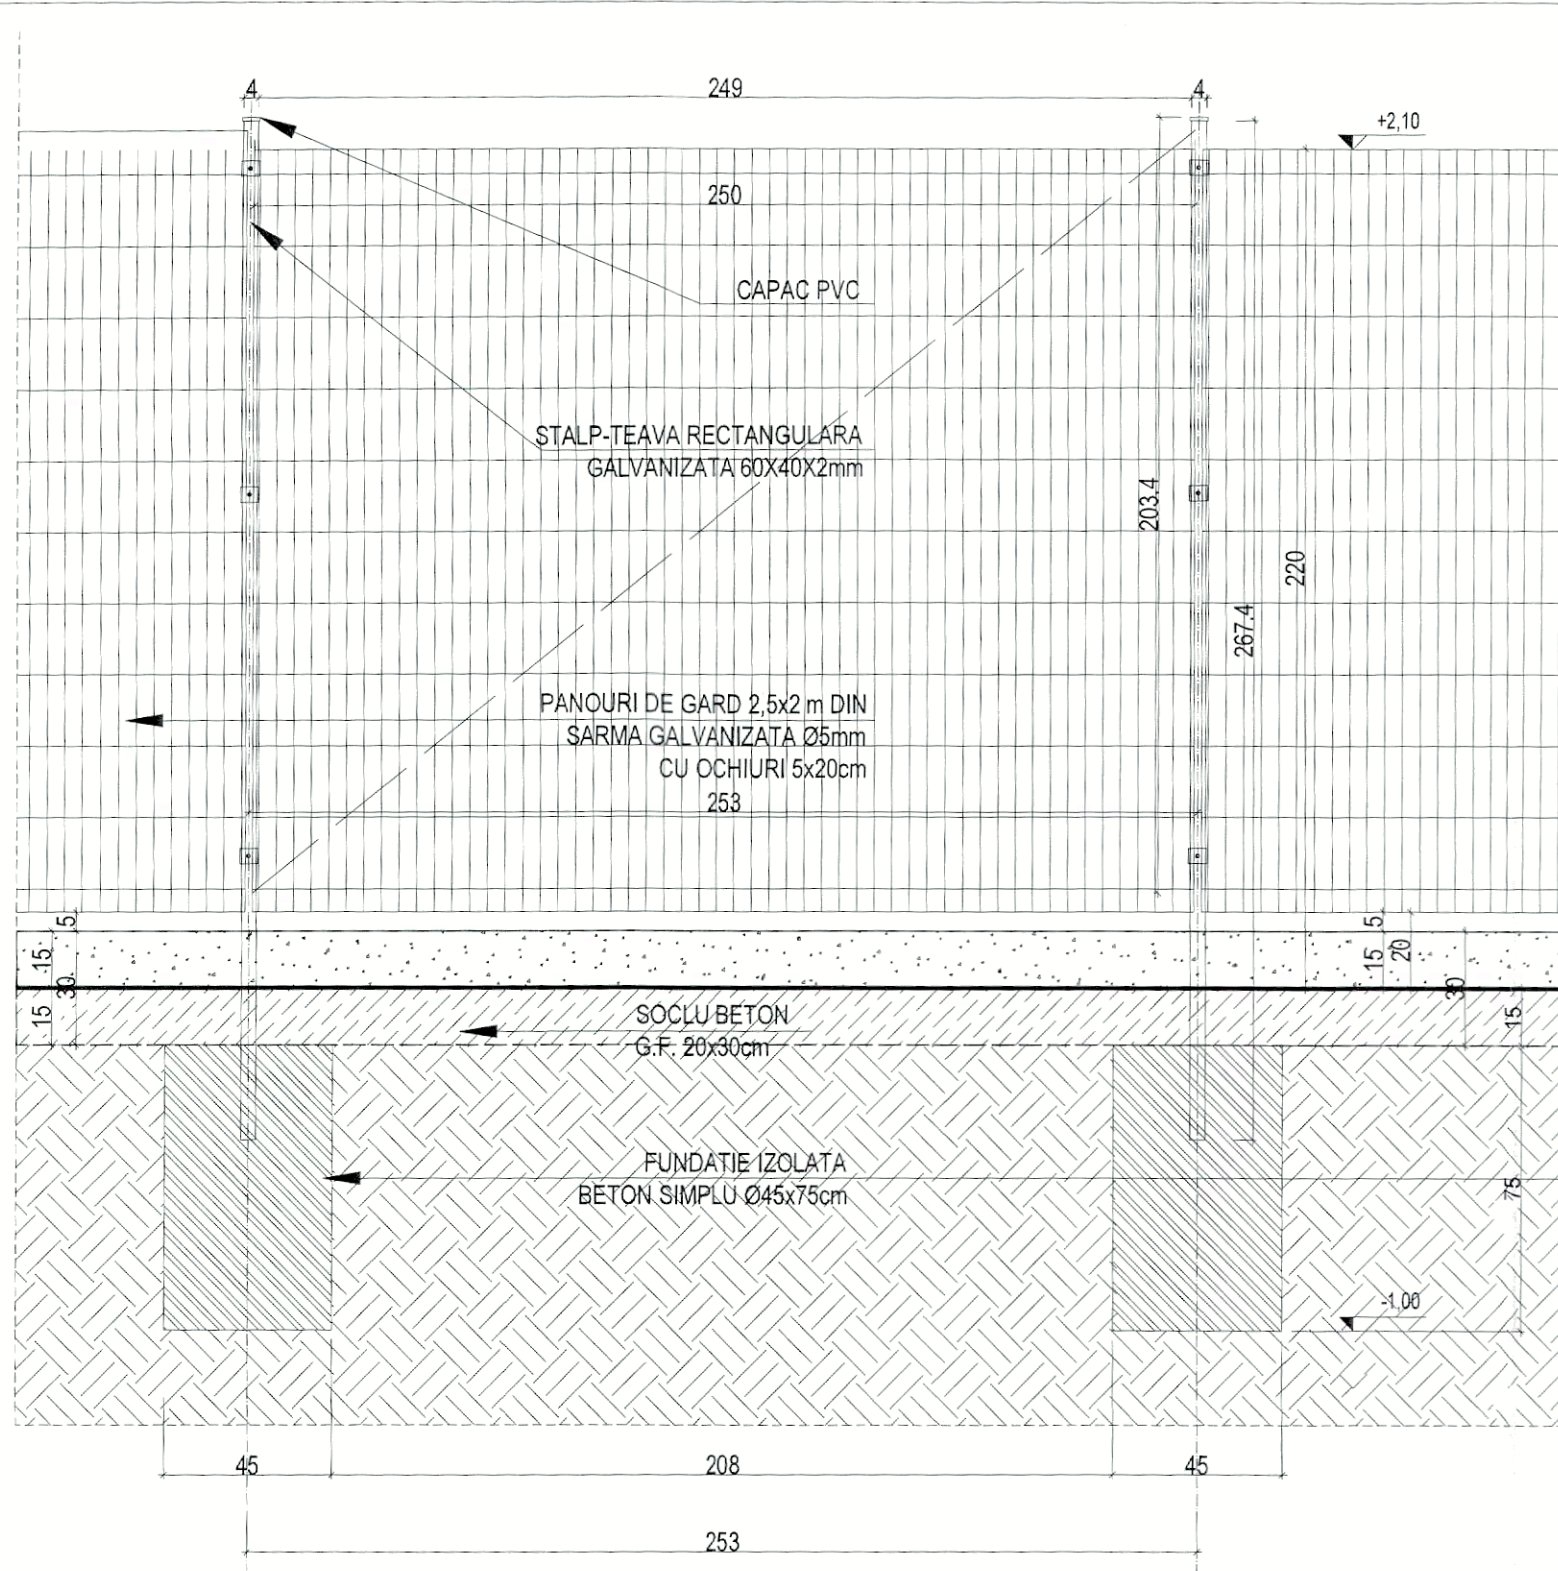 4
249
4
+2,10
250
CAPAC PVC
STALP-TEAVA RECTANGULARA
GALVANIZATA 60X40X2mm
203.4
220
267.4
PANOURI DE GARD 2,5x2 m DIN
SARMA GALVANIZATA Ø5mm
CU OCHIURI 5x20cm
253
5
15
30
15
5
15
20
30
15
SOCLU BETON
G.F. 20x30cm
FUNDATIE IZOLATA
BETON SIMPLU Ø45x75cm
75
-1,00
45
208
45
253